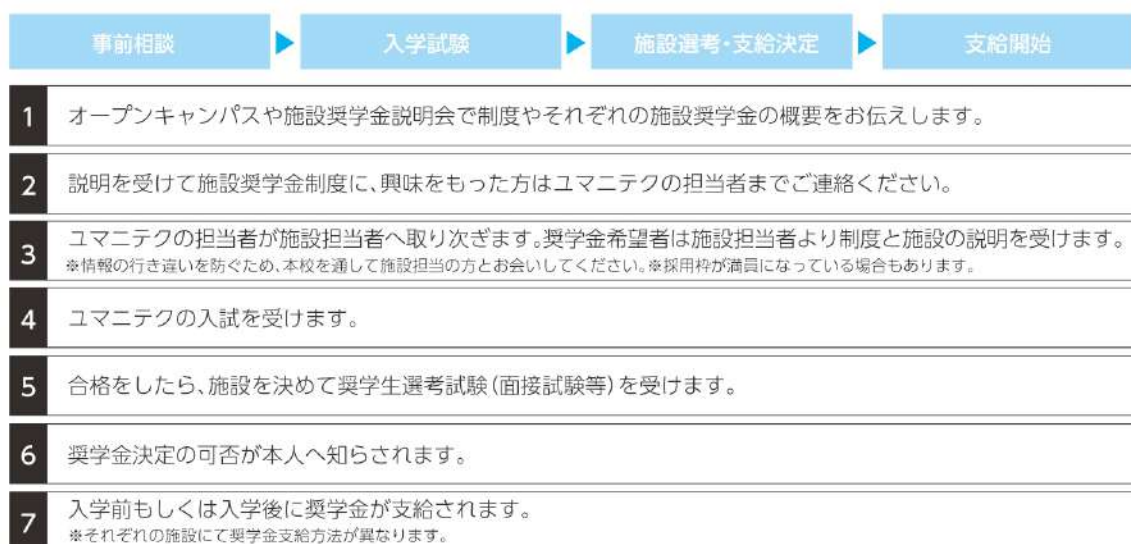 事前相談
入学試験
施設選考・支給決定
支給開始
1 オープンキャンパスや施設奨学金説明会で制度やそれぞれの施設奨学金の概要をお伝えします。
2 説明を受けて施設奨学金制度に、興味をもった方はユマニテクの担当者までご連絡ください。
3 ユマニテクの担当者が施設担当者へ取り次ぎます。奨学金希望者は施設担当者より制度と施設の説明を受けます。
※情報の行き違いを防ぐため、本校を通して施設担当の方とお会いしてください。※採用枠が満員になっている場合もあります。
4 ユマニテクの入試を受けます。
5 合格をしたら、施設を決めて奨学生選考試験(面接試験等)を受けます。
6 奨学金決定の可否が本人へ知らされます。
7 入学前もしくは入学後に奨学金が支給されます。
※それぞれの施設にて奨学金支給方法が異なります。